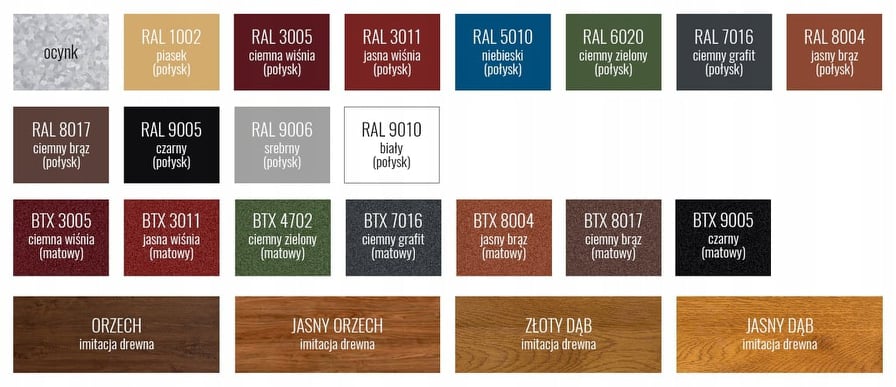 ocynk
RAL 1002
piasek
(połysk)
RAL 3005
ciemna wiśnia
(połysk)
RAL 3011
jasna wiśnia
(połysk)
RAL 5010
niebieski
(połysk)
RAL 6020
ciemny zielony
(połysk)
RAL 7016
ciemny grafit
(połysk)
RAL 8004
jasny brąz
(połysk)
RAL 8017
ciemny brąz
(połysk)
RAL 9005
czarny
(połysk)
RAL 9006
srebrny
(połysk)
RAL 9010
biały
(połysk)
BTX 3005
ciemna wiśnia
(matowy)
BTX 3011
jasna wiśnia
(matowy)
BTX 4702
ciemny zielony
(matowy)
BTX 7016
ciemny grafit
(matowy)
BTX 8004
jasny brąz
(matowy)
BTX 8017
ciemny brąz
(matowy)
BTX 9005
czarny
(matowy)
ORZECH
imitacja drewna
JASNY ORZECH
imitacja drewna
ZŁOTY DĄB
imitacja drewna
JASNY DĄB
imitacja drewna